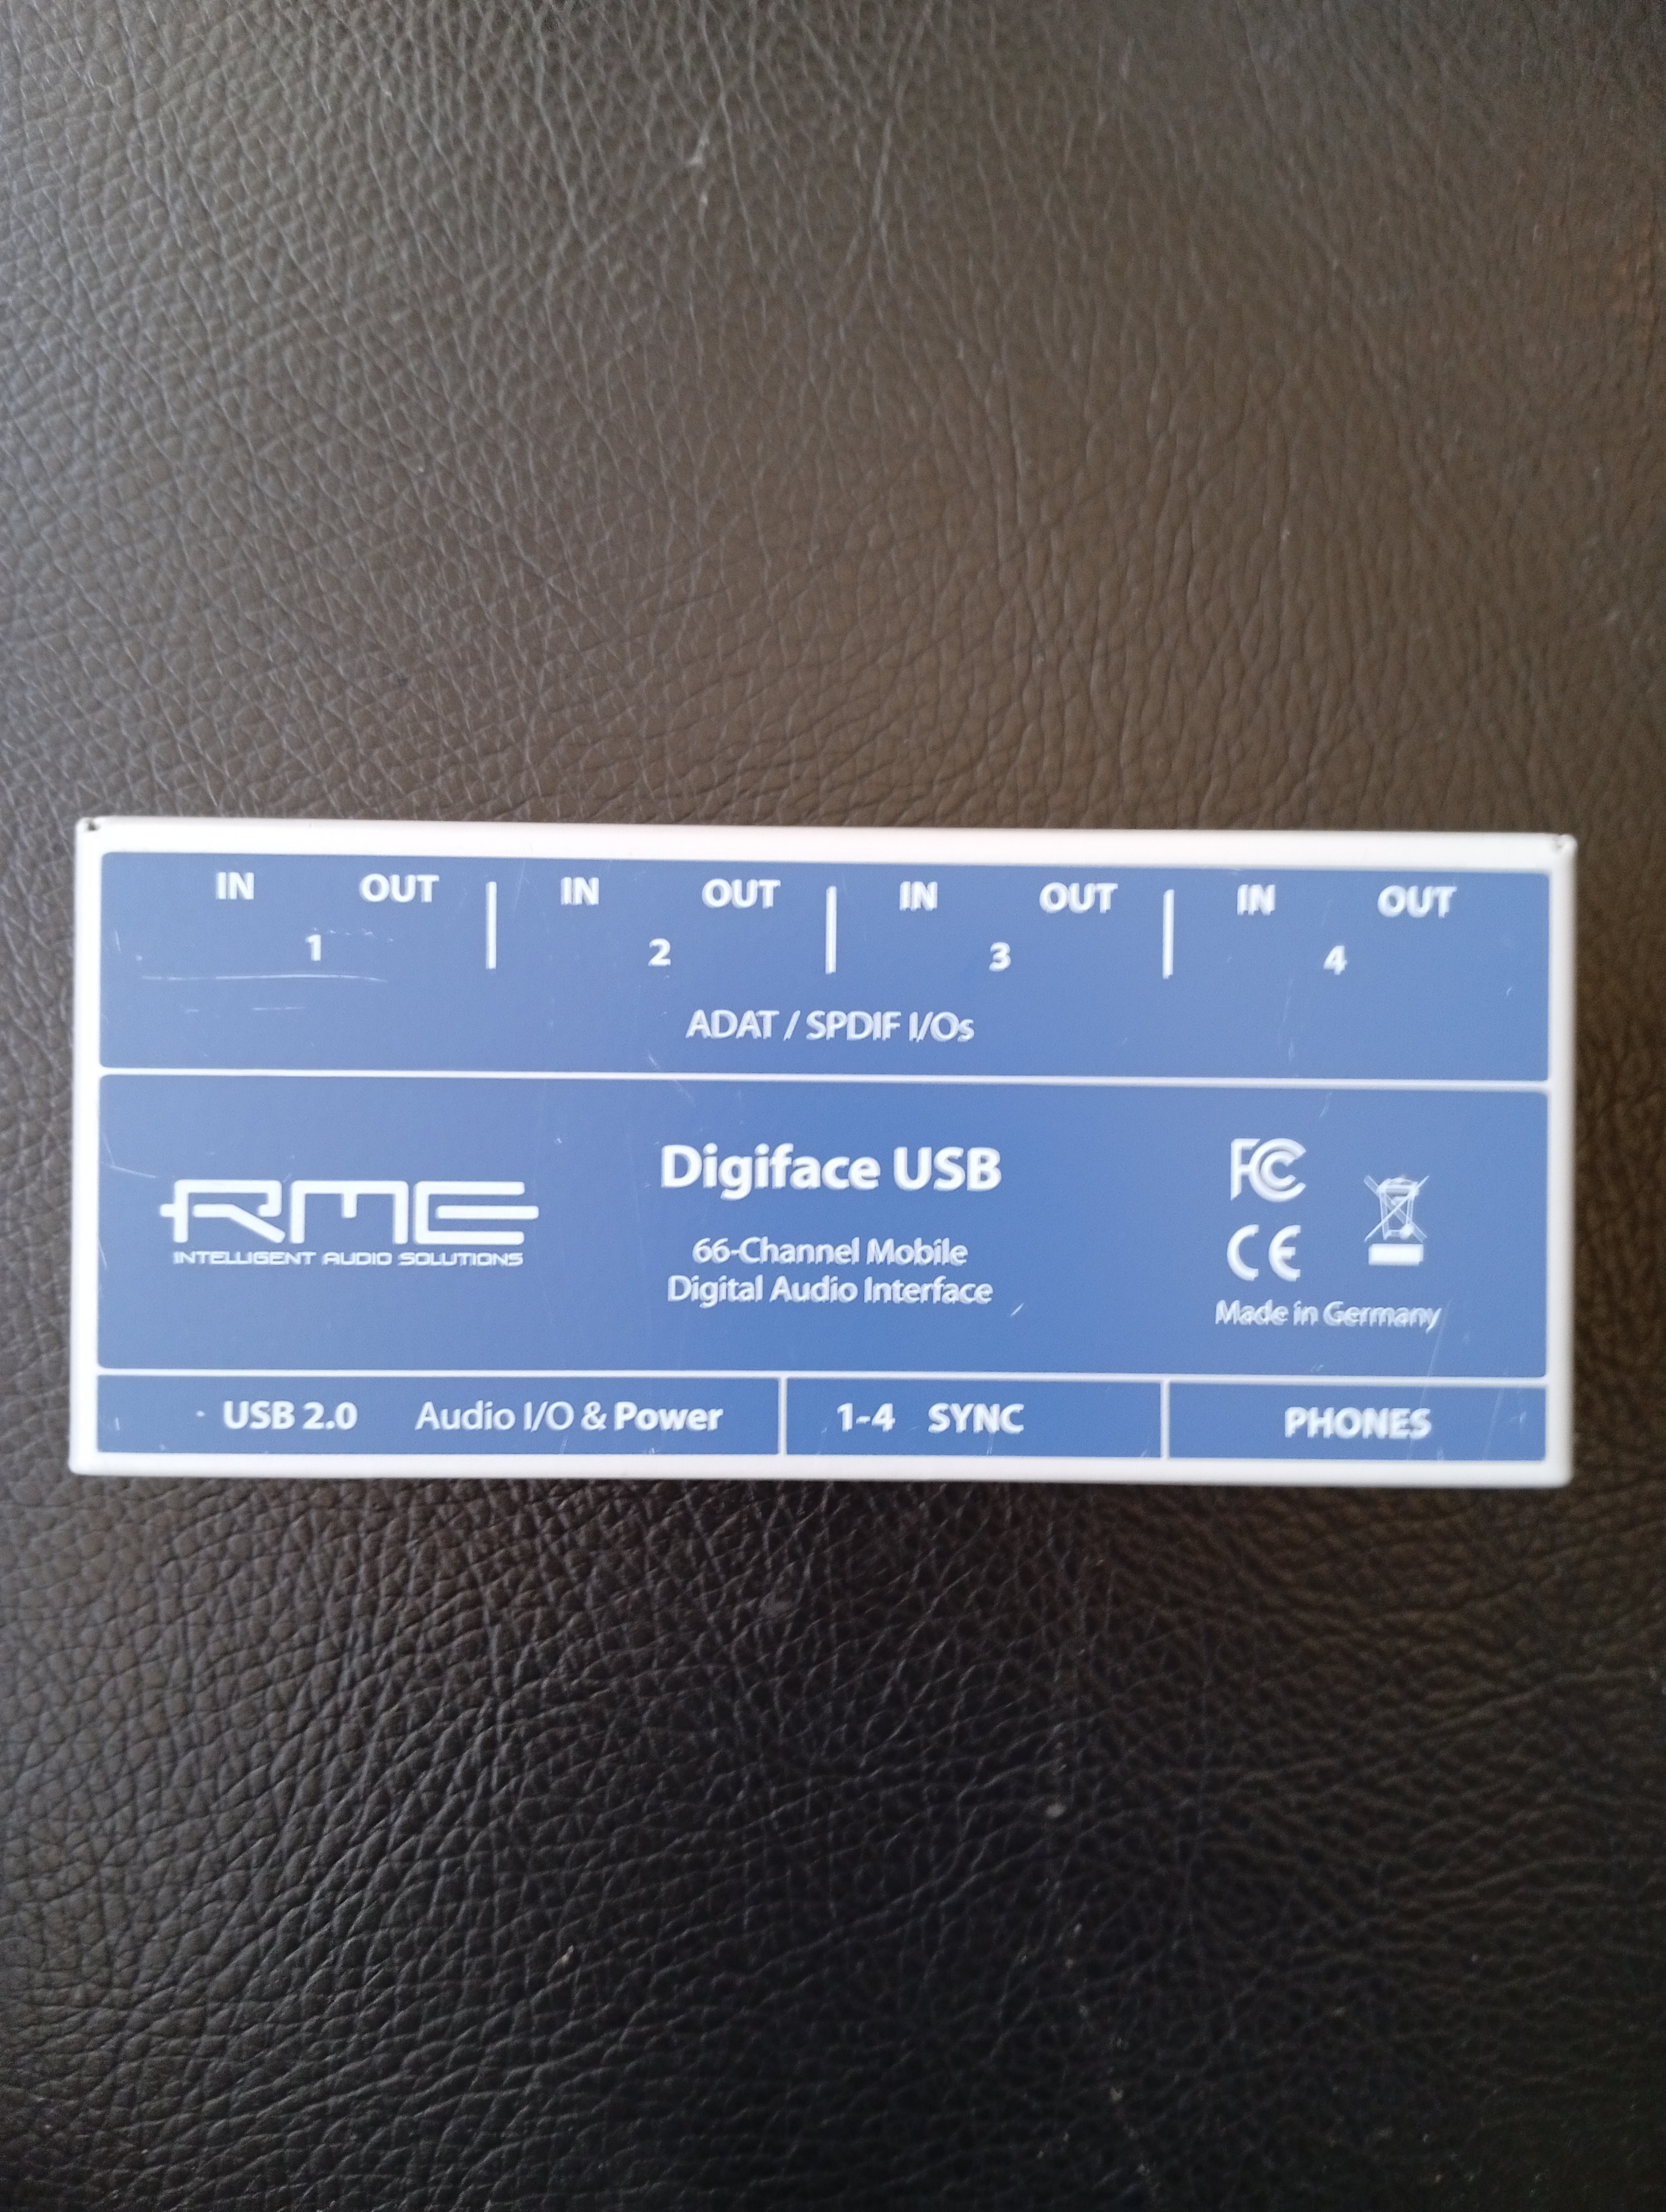 IN OUT IN OUT IN OUT IN OUT
1 2 3 4
ADAT / SPDIF I/Os
RME
INTELLIGENT AUDIO SOLUTIONS
Digiface USB
66-Channel Mobile
Digital Audio Interface
FC
CE
Made in Germany
USB 2.0 Audio I/O & Power 1-4 SYNC PHONES